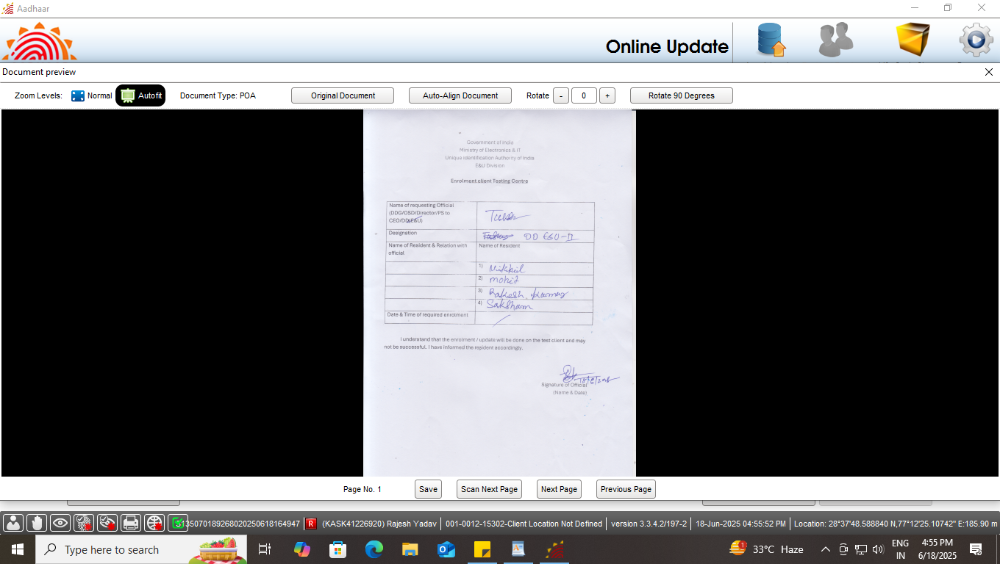 Aadhaar
Online Update
Document preview
Zoom Levels: Normal Autofit Document Type: POA Original Document Auto-Align Document Rotate - 0 + Rotate 90 Degrees
Government of India
Ministry of Electronics & IT
Unique Identification Authority of India
E&U Division
Enrolment client Testing Centre
Name of requesting Official
(DDG/OSD/Director/PS to
CEO/DD(E&U)
Designation DD E&U-II
Name of Resident & Relation with Name of Resident
official
1) Nikhil
2) mohit
3) Rakesh Kumar
4) Saksham
Date & Time of required enrolment
I understand that the enrolment / update will be done on the test client and may
not be successful. I have informed the resident accordingly.
Signature of Official
(Name & Date)
Page No. 1 Save Scan Next Page Next Page Previous Page
R (KASK41226920) Rajesh Yadav 001-0012-15302-Client Location Not Defined version 3.3.4.2/197-2 18-Jun-2025 04:55:52 PM Location: 28°37'48.588840 N,77°12'25.10742" E:185.90 m
Type here to search 1 33°C Haze ENG 4:55 PM
IN 6/18/2025